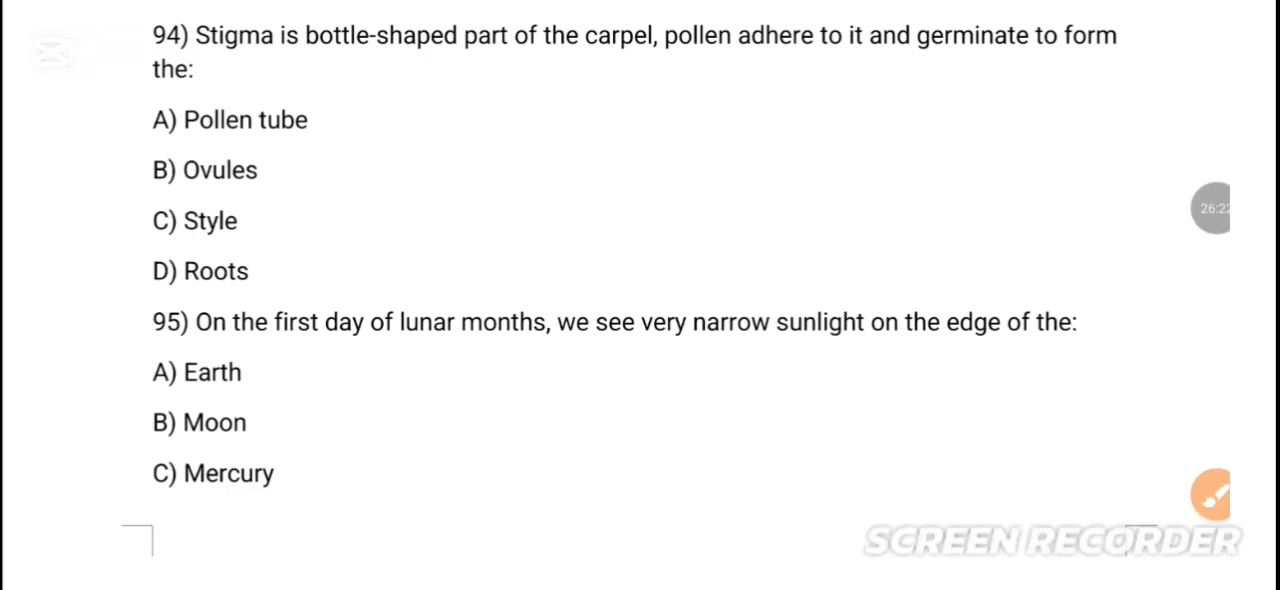 94) Stigma is bottle-shaped part of the carpel, pollen adhere to it and germinate to form
the:
A) Pollen tube
B) Ovules
26:22
C) Style
D) Roots
95) On the first day of lunar months, we see very narrow sunlight on the edge of the:
A) Earth
B) Moon
C) Mercury
SCREEN RECORDER